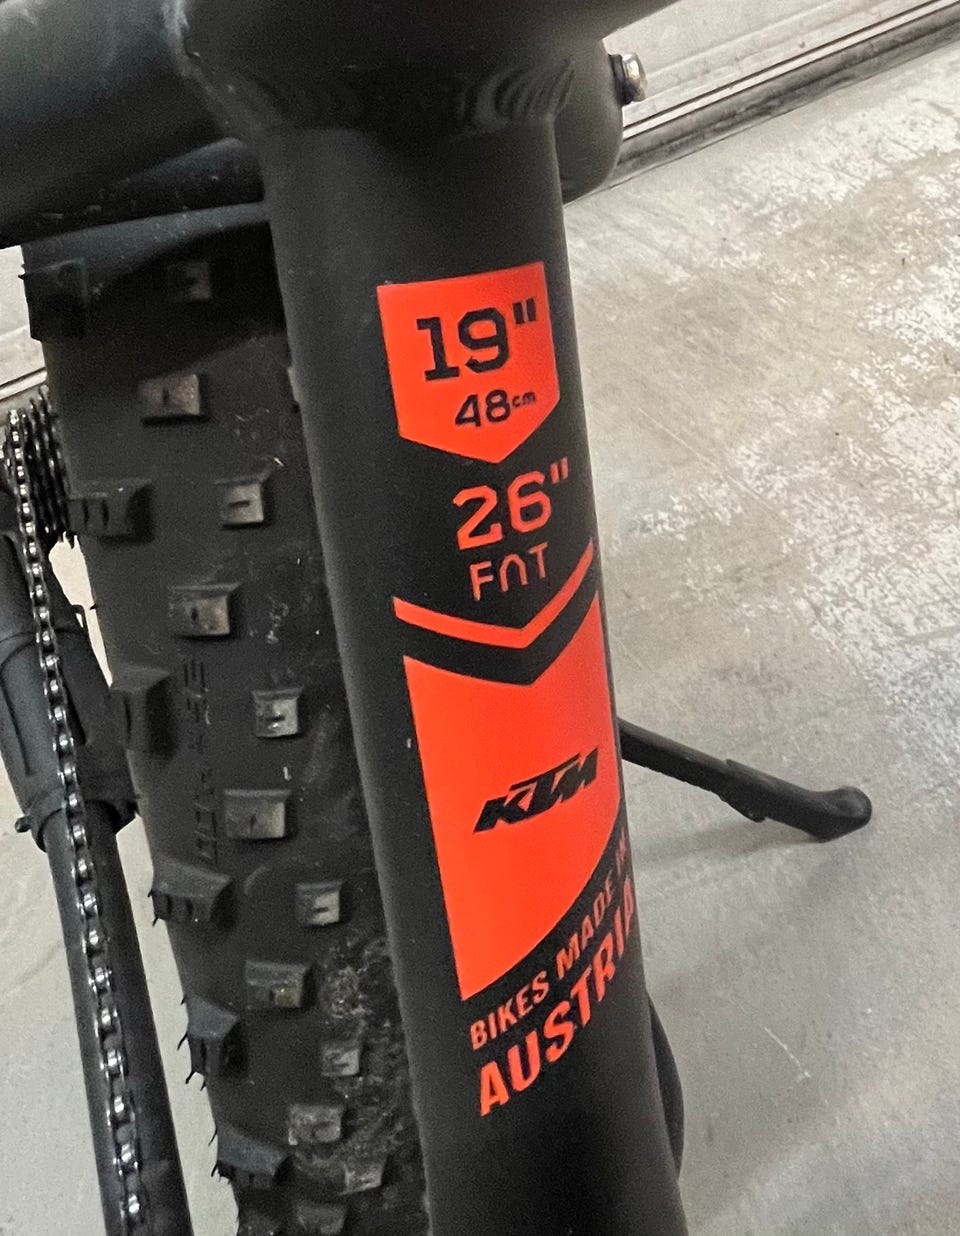 19"
48cm
26"
FAT
KTM
BIKES MADE IN
AUSTRIA